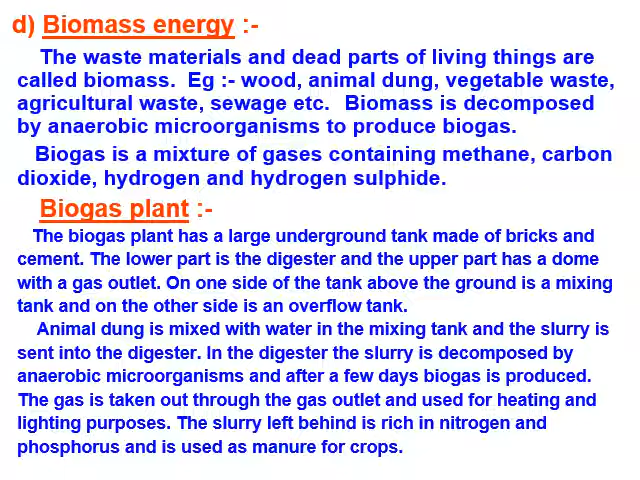 d) Biomass energy :-
The waste materials and dead parts of living things are
called biomass. Eg :- wood, animal dung, vegetable waste,
agricultural waste, sewage etc. Biomass is decomposed
by anaerobic microorganisms to produce biogas.
Biogas is a mixture of gases containing methane, carbon
dioxide, hydrogen and hydrogen sulphide.
Biogas plant :-
The biogas plant has a large underground tank made of bricks and
cement. The lower part is the digester and the upper part has a dome
with a gas outlet. On one side of the tank above the ground is a mixing
tank and on the other side is an overflow tank.
Animal dung is mixed with water in the mixing tank and the slurry is
sent into the digester. In the digester the slurry is decomposed by
anaerobic microorganisms and after a few days biogas is produced.
The gas is taken out through the gas outlet and used for heating and
lighting purposes. The slurry left behind is rich in nitrogen and
phosphorus and is used as manure for crops.